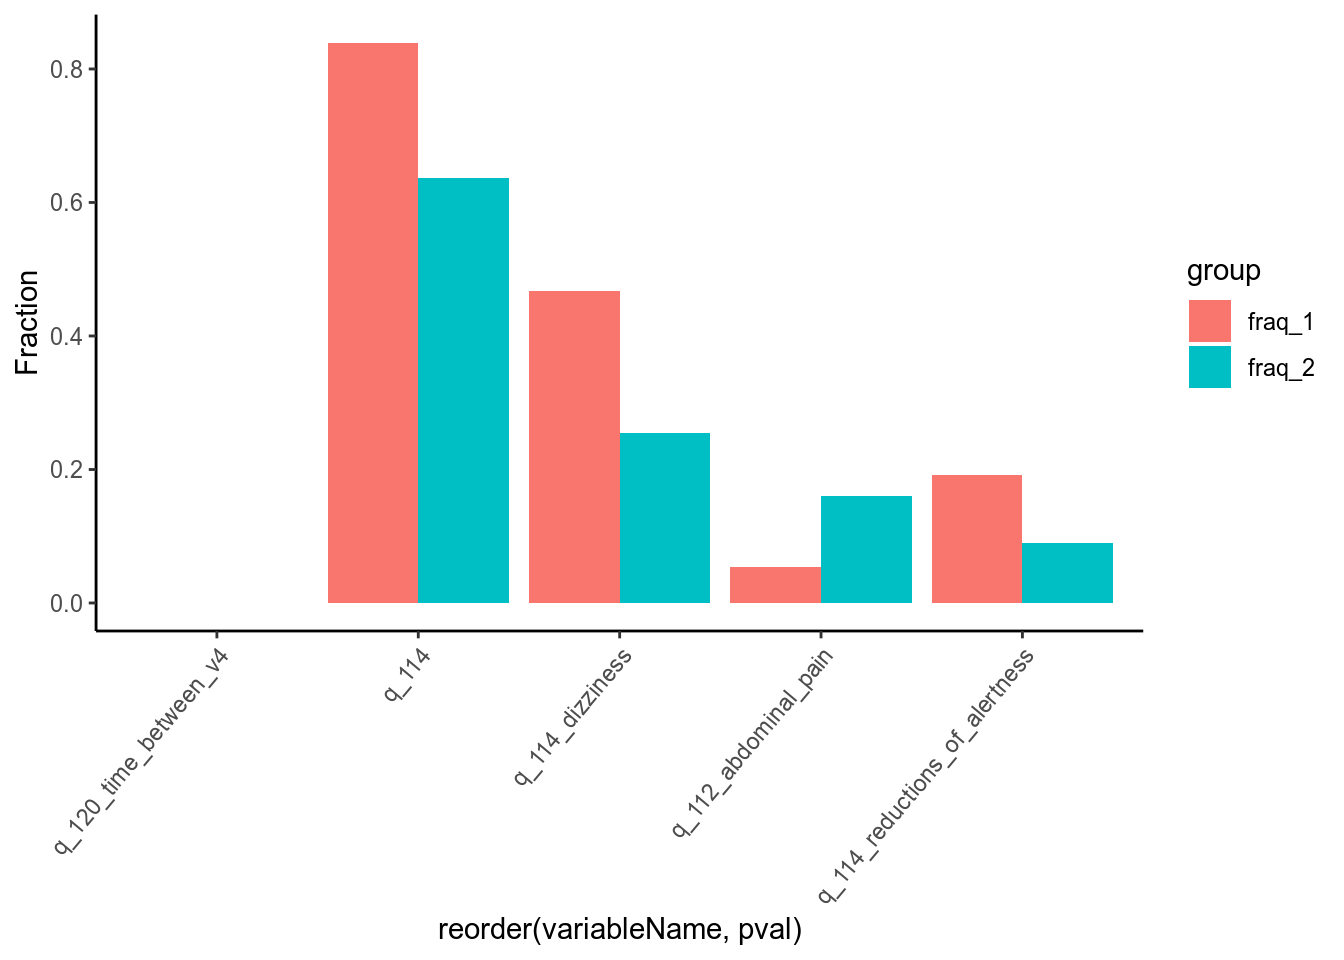 Fraction
0.8
0.6
0.4
0.2
0.0
q_120_time_between_v4
q_114
q_114_dizziness
q_112_abdominal_pain
q_114_reductions_of_alertness
reorder(variableName, pval)
group
fraq_1
fraq_2